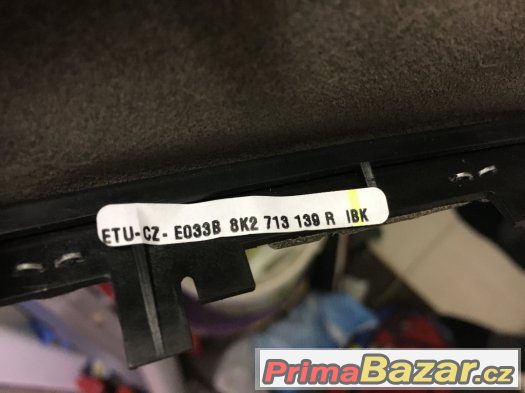 ETU-CZ- E033B 8K2 713 139 R IBK
PrimaBazar.cz